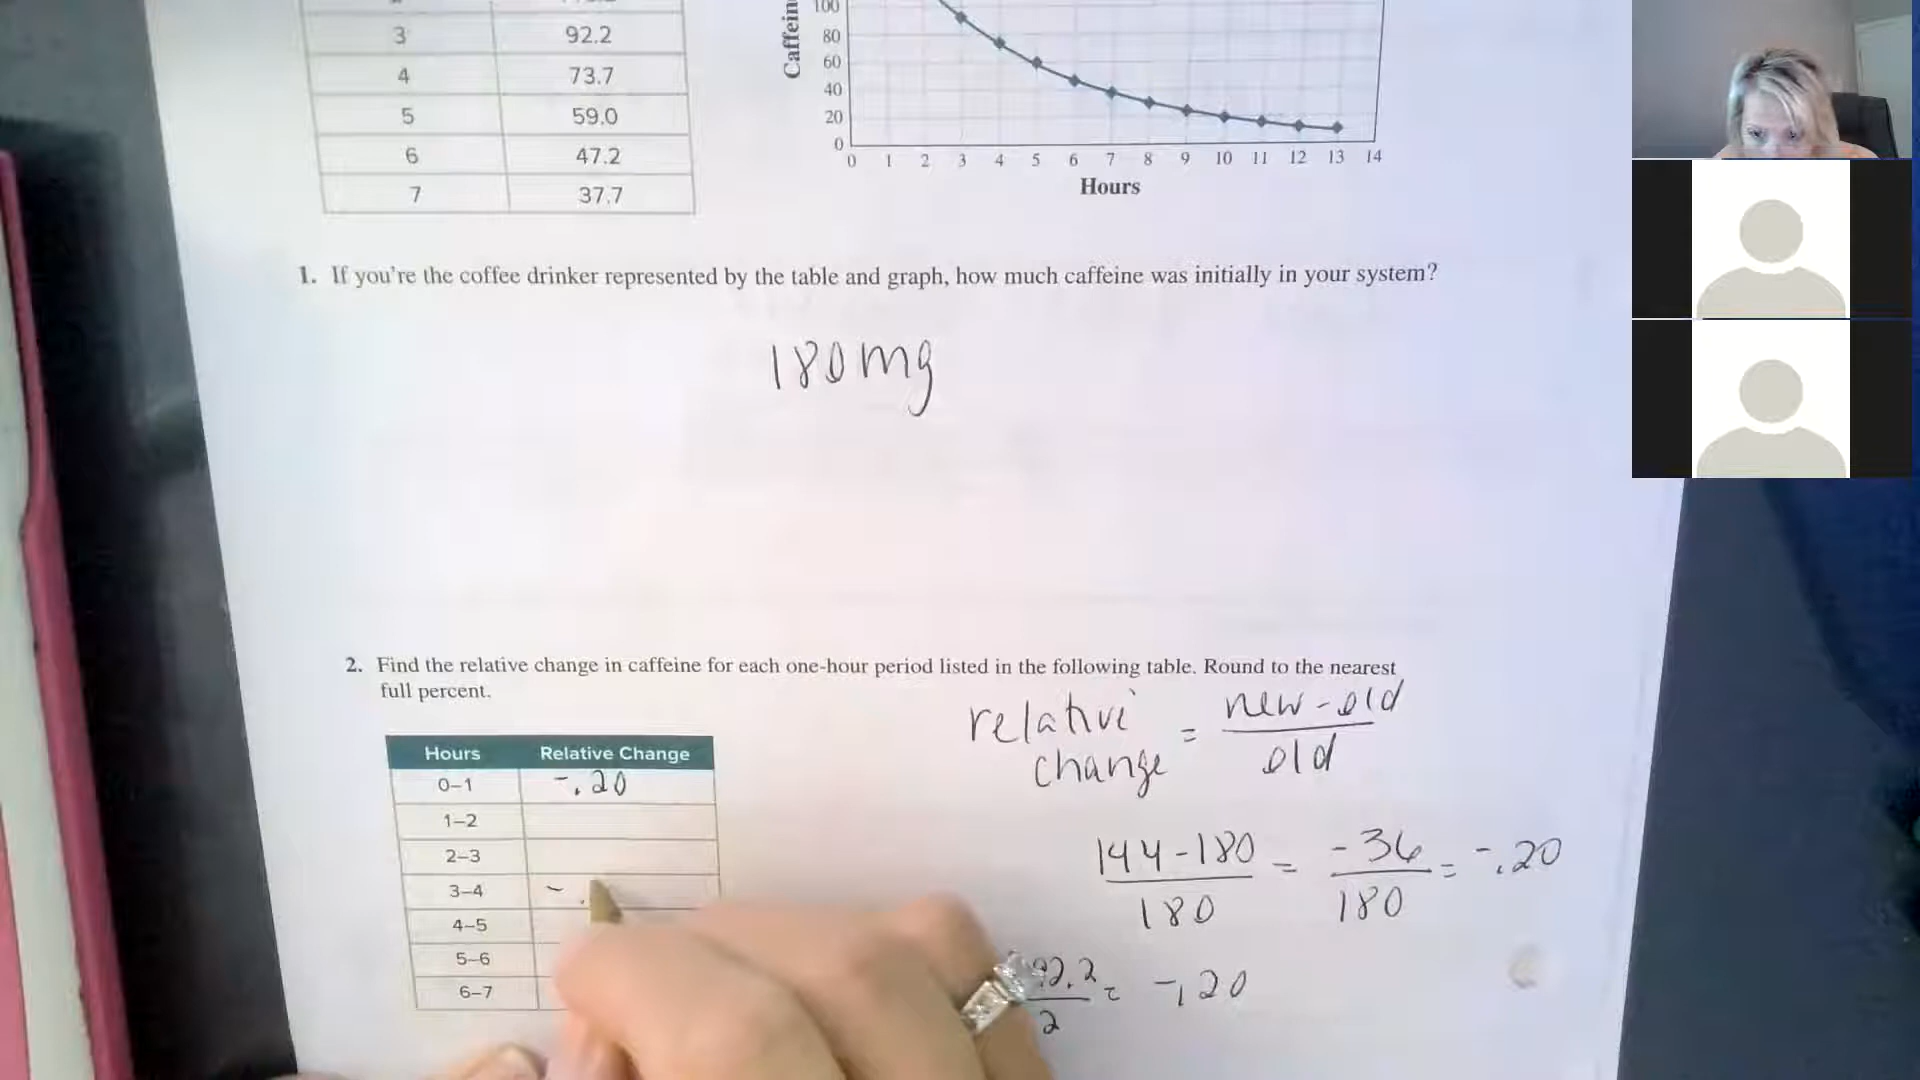 3 92.2
4 73.7
5 59.0
6 47.2
7 37.7
Caffein
100
80
60
40
20
0
0 1 2 3 4 5 6 7 8 9 10 11 12 13 14
Hours
1. If you're the coffee drinker represented by the table and graph, how much caffeine was initially in your system?
180mg
2. Find the relative change in caffeine for each one-hour period listed in the following table. Round to the nearest
full percent.
Hours Relative Change
0–1 -.20
1–2
2–3
3–4 - .
4–5
5–6
6–7
relative change = new-old / old
144-180 / 180 = -36 / 180 = -.20
92.2 / 2 = -.20